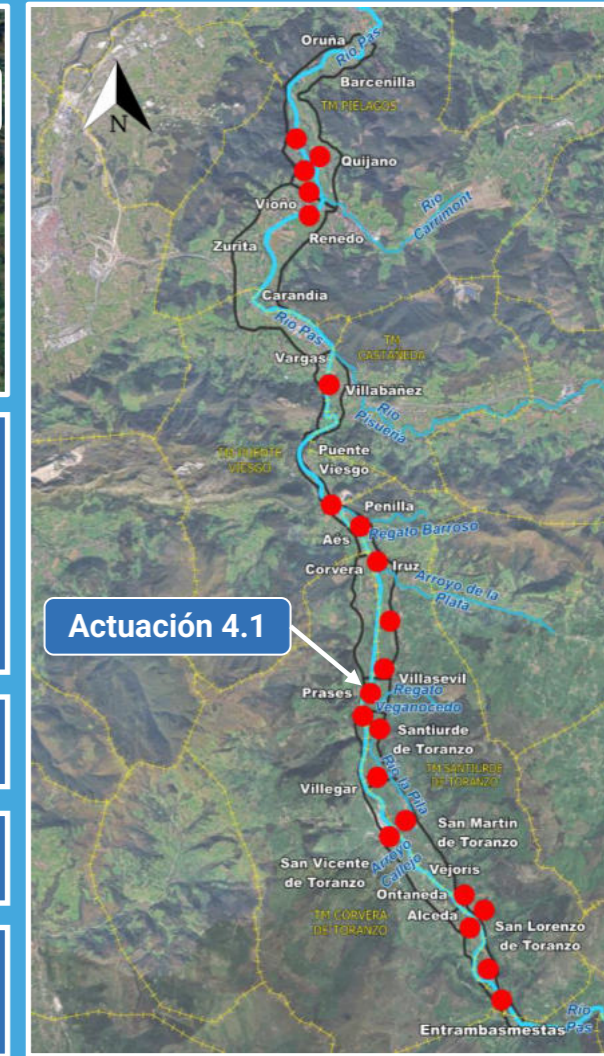 Oruña
Río Pas
Barcenilla
TM PIÉLAGOS
N
Quijano
Vioño
Río
Carrimont
Zurita
Renedo
Carandia
Río Pas
TM
CASTAÑEDA
Vargas
Villabáñez
Río
Pisueña
TM PUENTE
VIESGO
Puente
Viesgo
Penilla
Regato Barroso
Aés
Corvera
Iruz
Arroyo de la
Plata
Actuación 4.1
Villasevil
Prases
Regato
Veganocedo
Santiurde
de Toranzo
TM SANTIURDE
DE TORANZO
Río la Pila
Villegar
San Martín
de Toranzo
San Vicente
de Toranzo
Arroyo
Callejo
Vejorís
Ontaneda
Alceda
TM CORVERA
DE TORANZO
San Lorenzo
de Toranzo
Río
Pas
Entrambasmestas